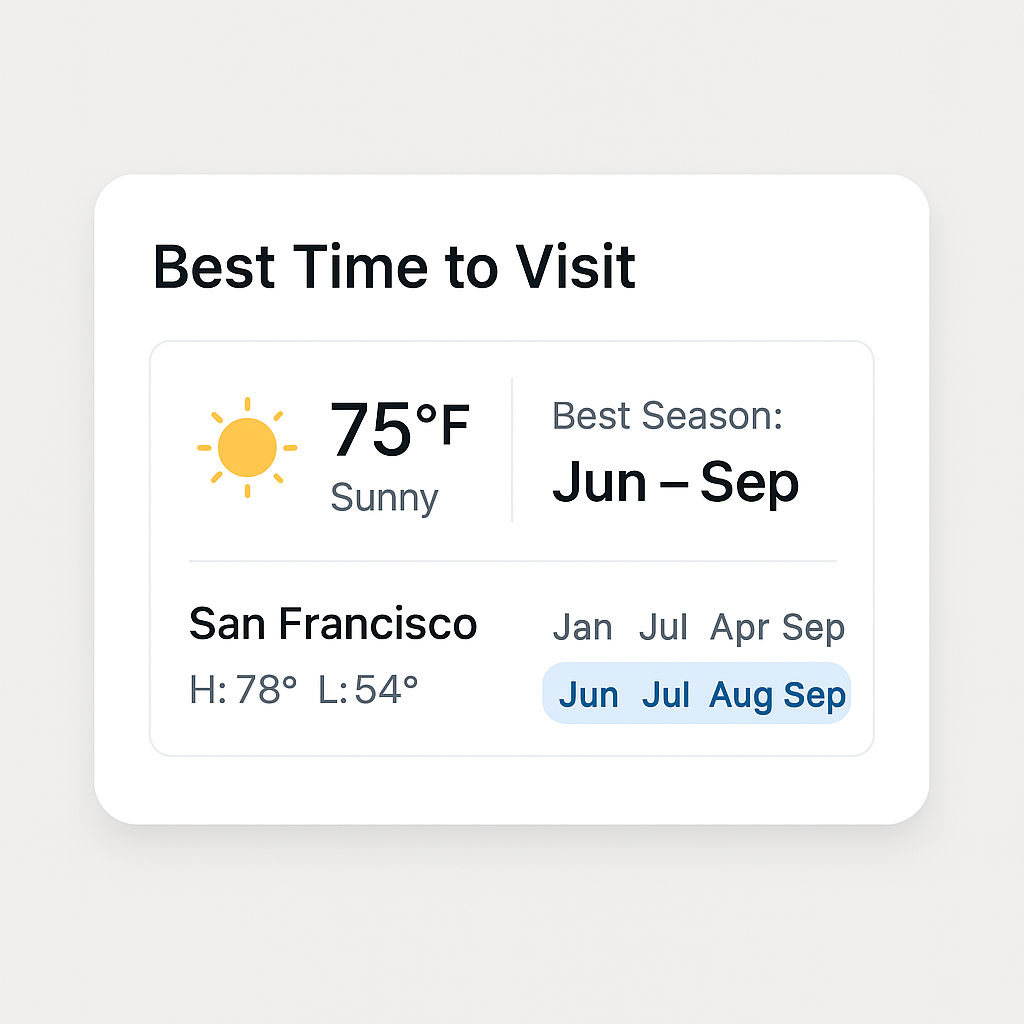 Best Time to Visit
75°F
Sunny
Best Season:
Jun – Sep
San Francisco
H: 78° L: 54°
Jan Jul Apr Sep
Jun Jul Aug Sep